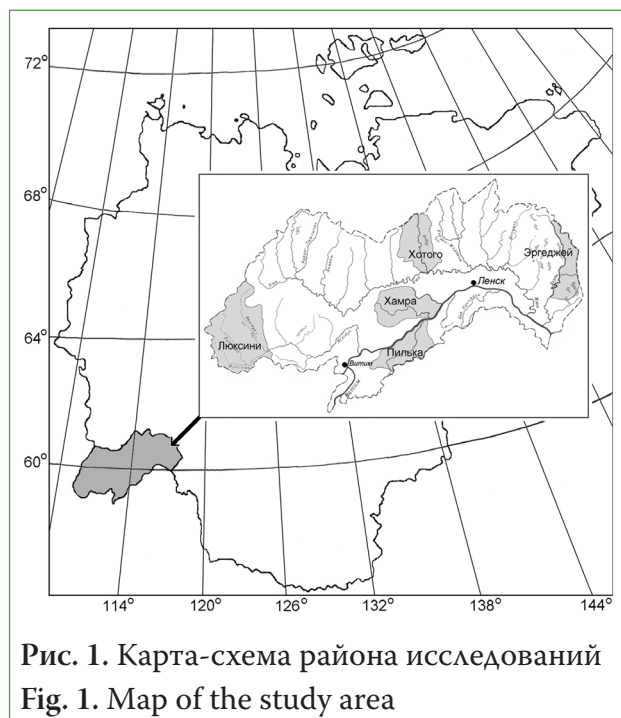 72°
68°
64°
60°
Хотого
Эргеджей
Ленск
Хамра
Люксини
Пилька
Витим
114° 120° 126° 132° 138° 144°
Рис. 1. Карта-схема района исследований
Fig. 1. Map of the study area